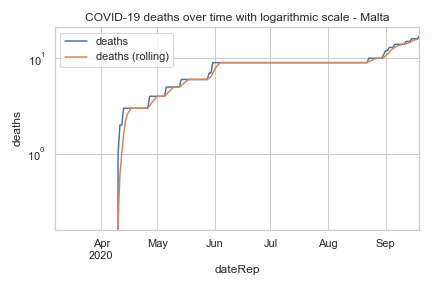 COVID-19 deaths over time with logarithmic scale - Malta
deaths
deaths (rolling)
10¹
10⁰
deaths
Apr May Jun Jul Aug Sep
2020
dateRep